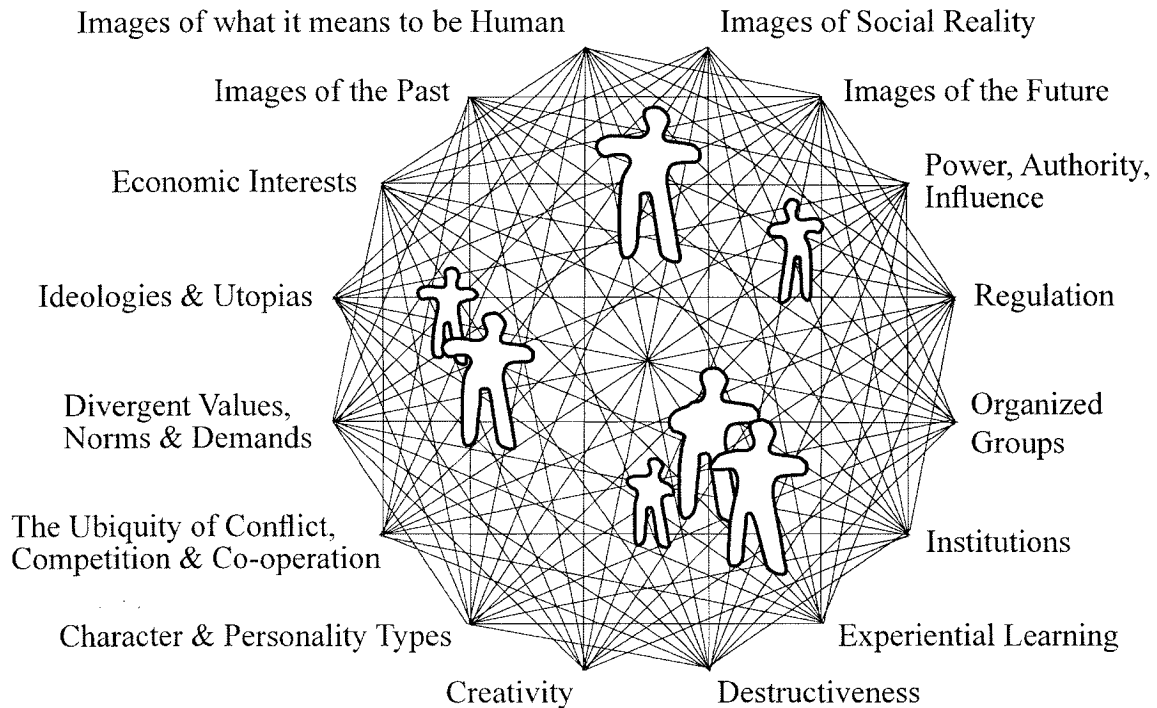 Images of what it means to be Human
Images of Social Reality
Images of the Past
Images of the Future
Economic Interests
Power, Authority,
Influence
Ideologies & Utopias
Regulation
Divergent Values,
Norms & Demands
Organized
Groups
The Ubiquity of Conflict,
Competition & Co-operation
Institutions
Character & Personality Types
Experiential Learning
Creativity
Destructiveness